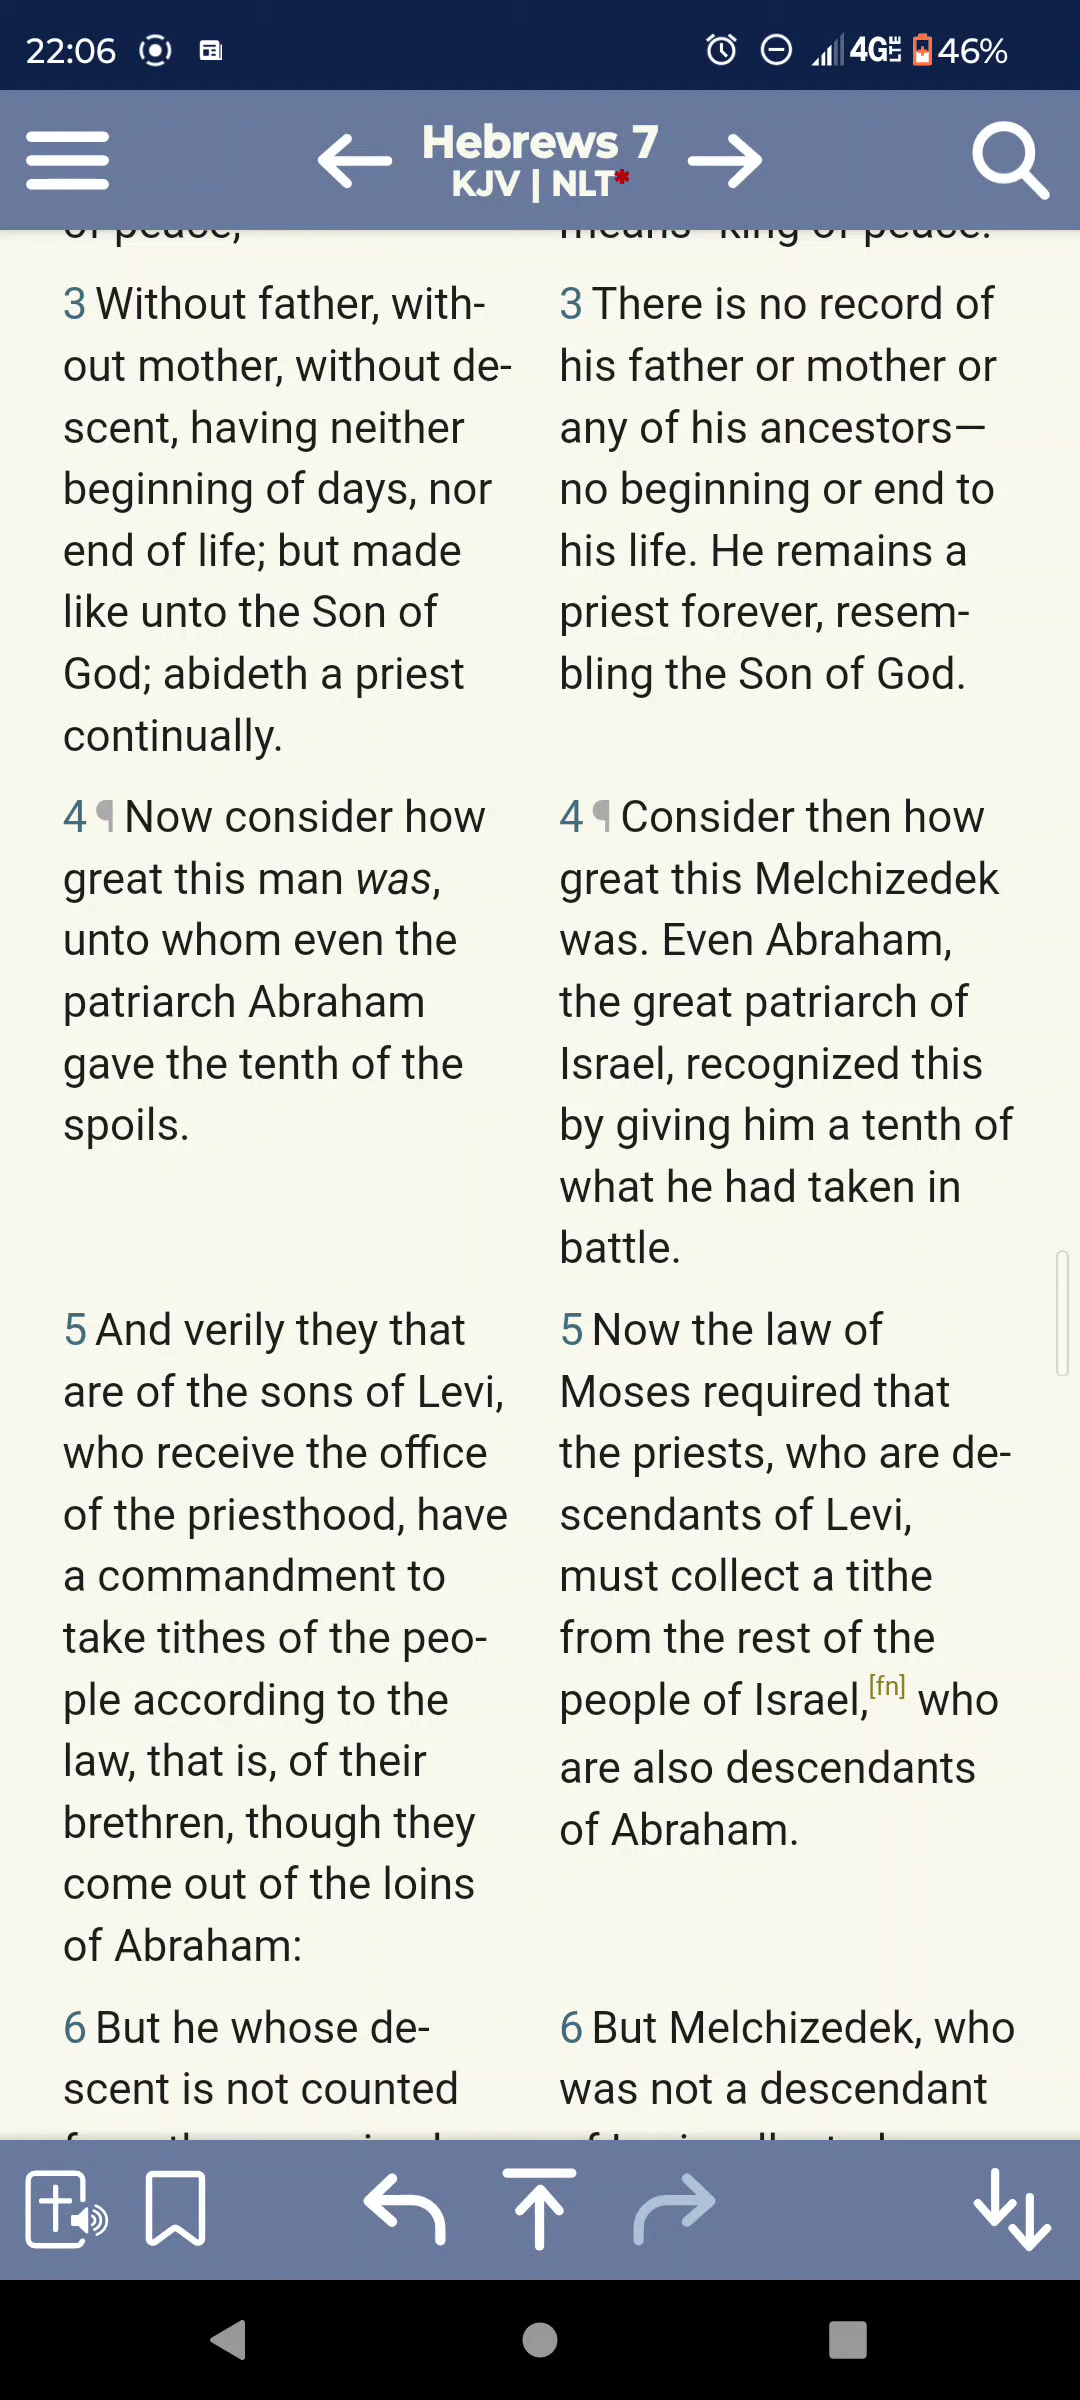 22:06 4G LTE 46%
Hebrews 7
KJV | NLT*
of peace,
3 Without father, with-
out mother, without de-
scent, having neither
beginning of days, nor
end of life; but made
like unto the Son of
God; abideth a priest
continually.
4 ¶ Now consider how
great this man was,
unto whom even the
patriarch Abraham
gave the tenth of the
spoils.
5 And verily they that
are of the sons of Levi,
who receive the office
of the priesthood, have
a commandment to
take tithes of the peo-
ple according to the
law, that is, of their
brethren, though they
come out of the loins
of Abraham:
6 But he whose de-
scent is not counted
means "king of peace."
3 There is no record of
his father or mother or
any of his ancestors—
no beginning or end to
his life. He remains a
priest forever, resem-
bling the Son of God.
4 ¶ Consider then how
great this Melchizedek
was. Even Abraham,
the great patriarch of
Israel, recognized this
by giving him a tenth of
what he had taken in
battle.
5 Now the law of
Moses required that
the priests, who are de-
scendants of Levi,
must collect a tithe
from the rest of the
people of Israel,[fn] who
are also descendants
of Abraham.
6 But Melchizedek, who
was not a descendant